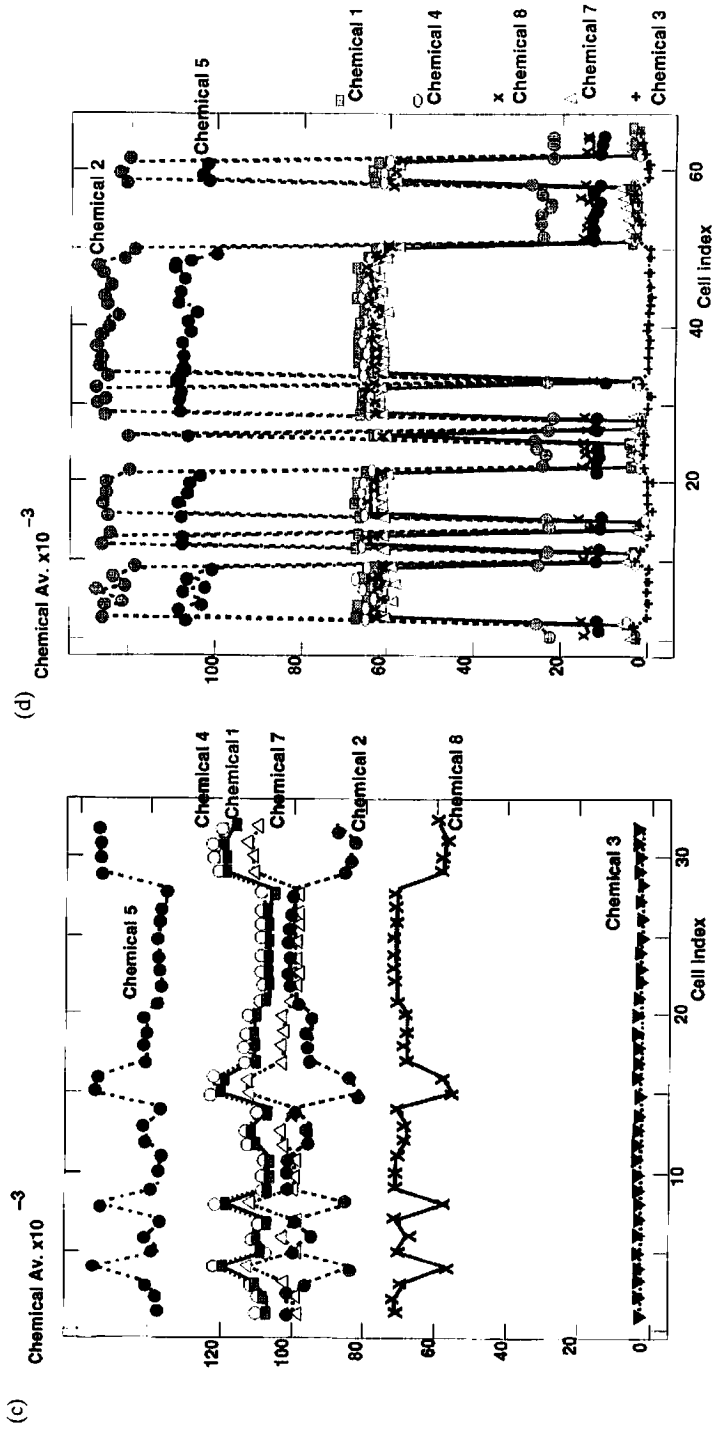 (c)
Chemical Av. x10⁻³
120
100
80
60
40
20
0
10
20
30
Cell Index
Chemical 5
Chemical 4
Chemical 1
Chemical 7
Chemical 2
Chemical 8
Chemical 3
(d)
Chemical Av. x10⁻³
100
80
60
40
20
0
20
40
60
Cell index
Chemical 2
Chemical 5
Chemical 1
Chemical 4
Chemical 8
Chemical 7
Chemical 3